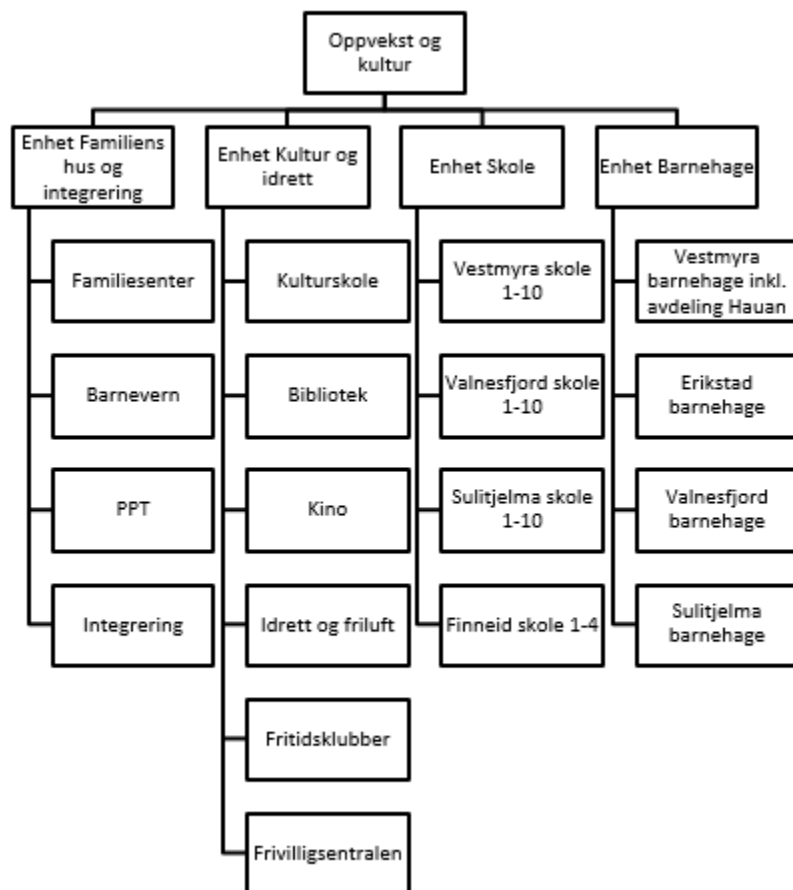 Oppvekst og
kultur
Enhet Familiens
hus og
integrering
Enhet Kultur og
idrett
Enhet Skole
Enhet Barnehage
Familiesenter
Barnevern
PPT
Integrering
Kulturskole
Bibliotek
Kino
Idrett og friluft
Fritidsklubber
Frivilligsentralen
Vestmyra skole
1-10
Valnesfjord skole
1-10
Sulitjelma skole
1-10
Finneid skole 1-4
Vestmyra
barnehage inkl.
avdeling Hauan
Erikstad
barnehage
Valnesfjord
barnehage
Sulitjelma
barnehage